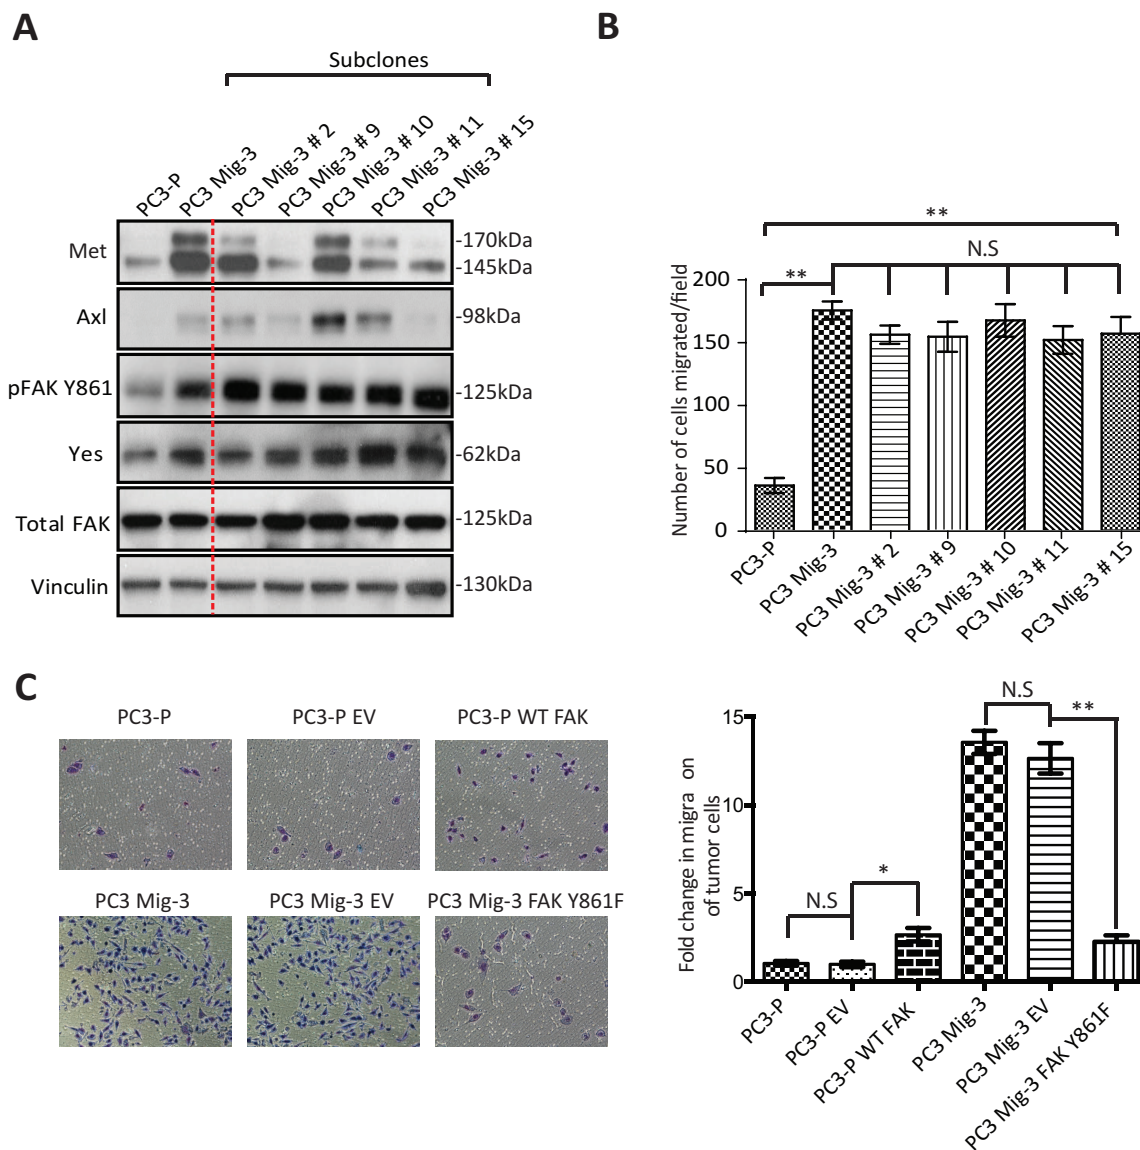 A
Subclones
PC3-P
PC3 Mig-3
PC3 Mig-3 # 2
PC3 Mig-3 # 9
PC3 Mig-3 # 10
PC3 Mig-3 # 11
PC3 Mig-3 # 15
Met
-170kDa
-145kDa
Axl
-98kDa
pFAK Y861
-125kDa
Yes
-62kDa
Total FAK
-125kDa
Vinculin
-130kDa
B
**
N.S
**
Number of cells migrated/field
200
150
100
50
0
PC3-P
PC3 Mig-3
PC3 Mig-3 # 2
PC3 Mig-3 # 9
PC3 Mig-3 # 10
PC3 Mig-3 # 11
PC3 Mig-3 # 15
C
PC3-P
PC3-P EV
PC3-P WT FAK
PC3 Mig-3
PC3 Mig-3 EV
PC3 Mig-3 FAK Y861F
N.S
**
*
N.S
Fold change in migra on
of tumor cells
15
10
5
0
PC3-P
PC3-P EV
PC3-P WT FAK
PC3 Mig-3
PC3 Mig-3 EV
PC3 Mig-3 FAK Y861F